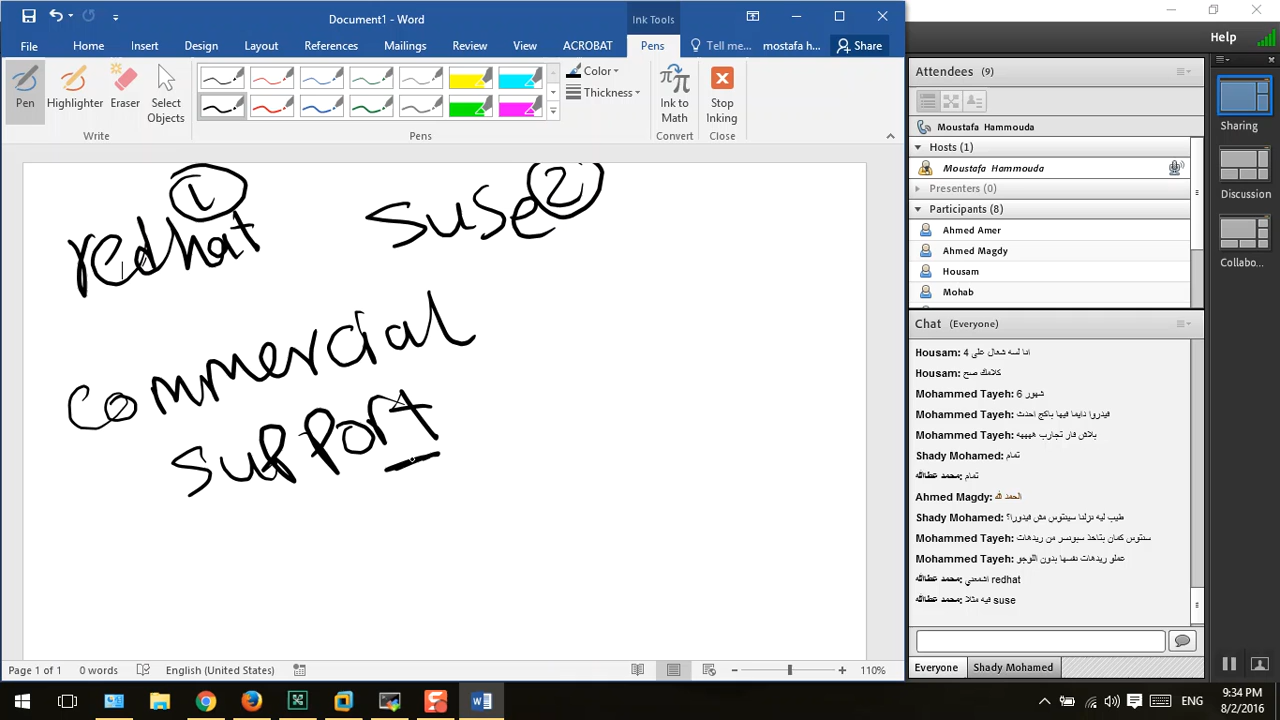 Document1 - Word
Ink Tools
File
Home
Insert
Design
Layout
References
Mailings
Review
View
ACROBAT
Pens
Tell me...
mostafa h...
Share
Pen
Highlighter
Eraser
Select Objects
Color
Thickness
Ink to Math
Stop Inking
Write
Pens
Convert
Close
1
2
redhat
suse
Commercial
support
Page 1 of 1
0 words
English (United States)
110%
Help
Attendees (9)
Moustafa Hammouda
Hosts (1)
Moustafa Hammouda
Presenters (0)
Participants (8)
Ahmed Amer
Ahmed Magdy
Housam
Mohab
Sharing
Discussion
Collabo...
Chat (Everyone)
Housam: انا لسه شغال على 4
Housam: كلامك صح
Mohammed Tayeh: 6 شهور
Mohammed Tayeh: فيدروا دايما فيها باكج احدث
Mohammed Tayeh: بلاش فار تجارب هههه
Shady Mohamed: تمام
محمد عطاالله: تمام
Ahmed Magdy: الحمد لله
Shady Mohamed: طيب ليه نزلنا سينتوس مش فيدورا؟
Mohammed Tayeh: سنتوس كمان بتاخذ سبونسر من ريدهات
Mohammed Tayeh: عملو ريدهات نفسها بدون اللوجو
محمد عطاالله: اشمعني redhat
محمد عطاالله: فيه مثلا suse
Everyone
Shady Mohamed
ENG
9:34 PM
8/2/2016